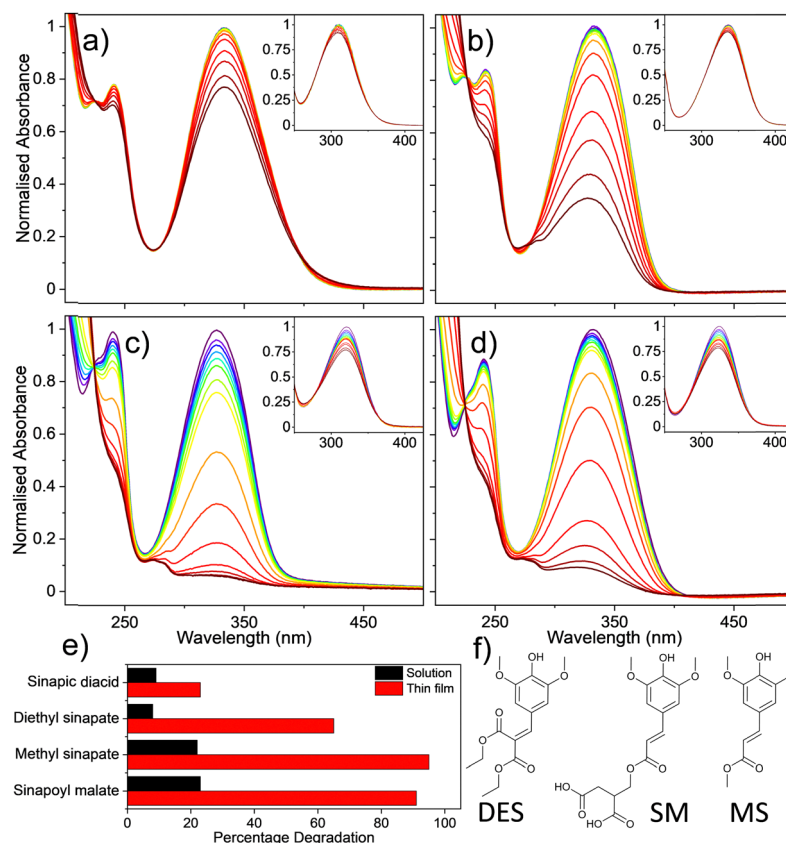 a)
1
0.75
0.5
0.25
0
300
400
b)
1
0.75
0.5
0.25
0
300
400
Normalised Absorbance
1
0.8
0.6
0.4
0.2
0
c)
1
0.75
0.5
0.25
0
300
400
d)
1
0.75
0.5
0.25
0
300
400
Normalised Absorbance
1
0.8
0.6
0.4
0.2
0
250 350 450
250 350 450
Wavelength (nm)
Wavelength (nm)
e)
Solution
Thin film
Sinapic diacid
Diethyl sinapate
Methyl sinapate
Sinapoyl malate
0 20 40 60 80 100
Percentage Degradation
f)
OH
O
O
O
O
O
O
DES
OH
O
O
O
O
HO
O
HO
O
SM
OH
O
O
O
MS